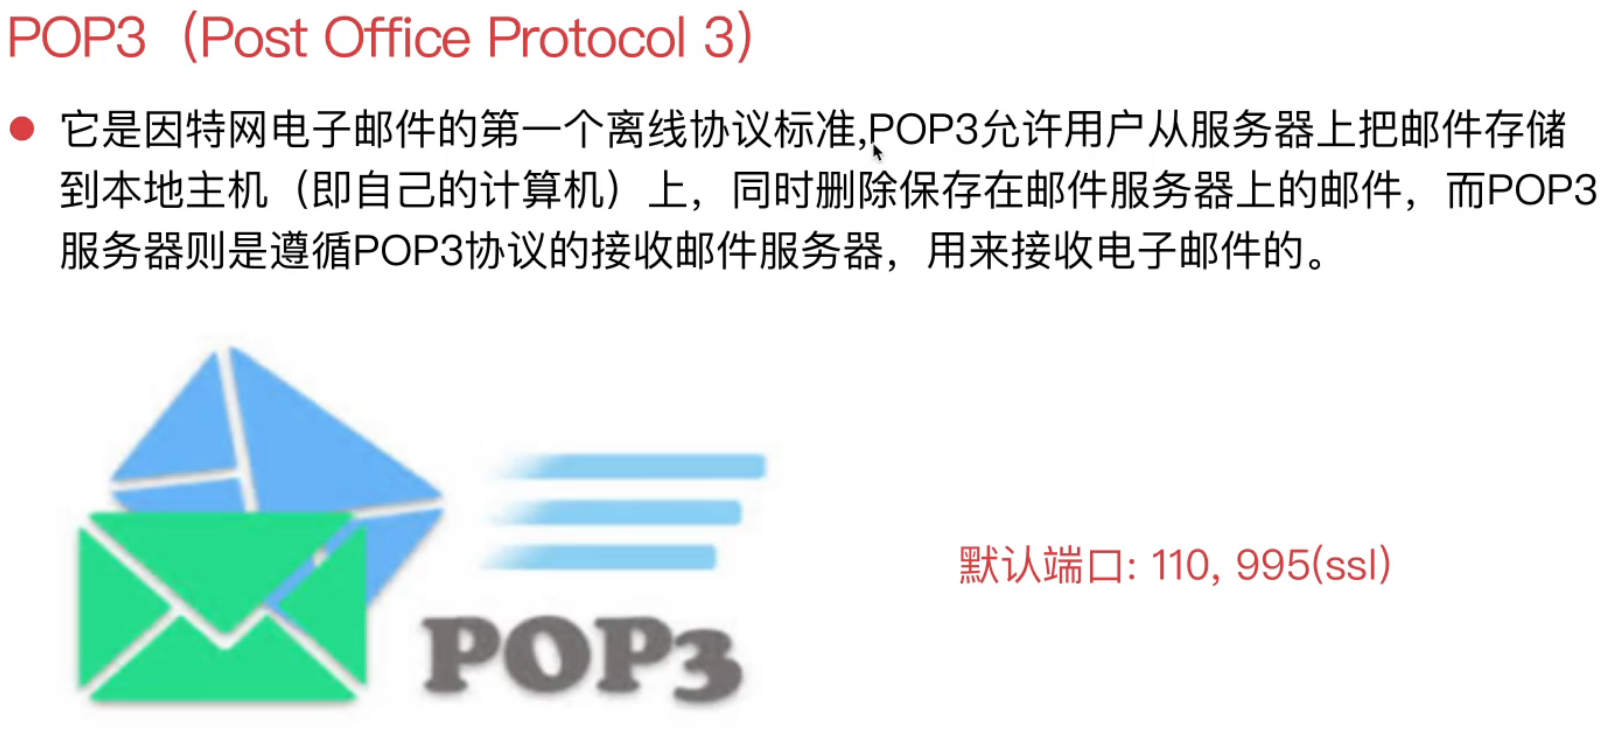 POP3（Post Office Protocol 3）
它是因特网电子邮件的第一个离线协议标准,POP3允许用户从服务器上把邮件存储
到本地主机（即自己的计算机）上，同时删除保存在邮件服务器上的邮件，而POP3
服务器则是遵循POP3协议的接收邮件服务器，用来接收电子邮件的。
默认端口: 110, 995(ssl)
POP3